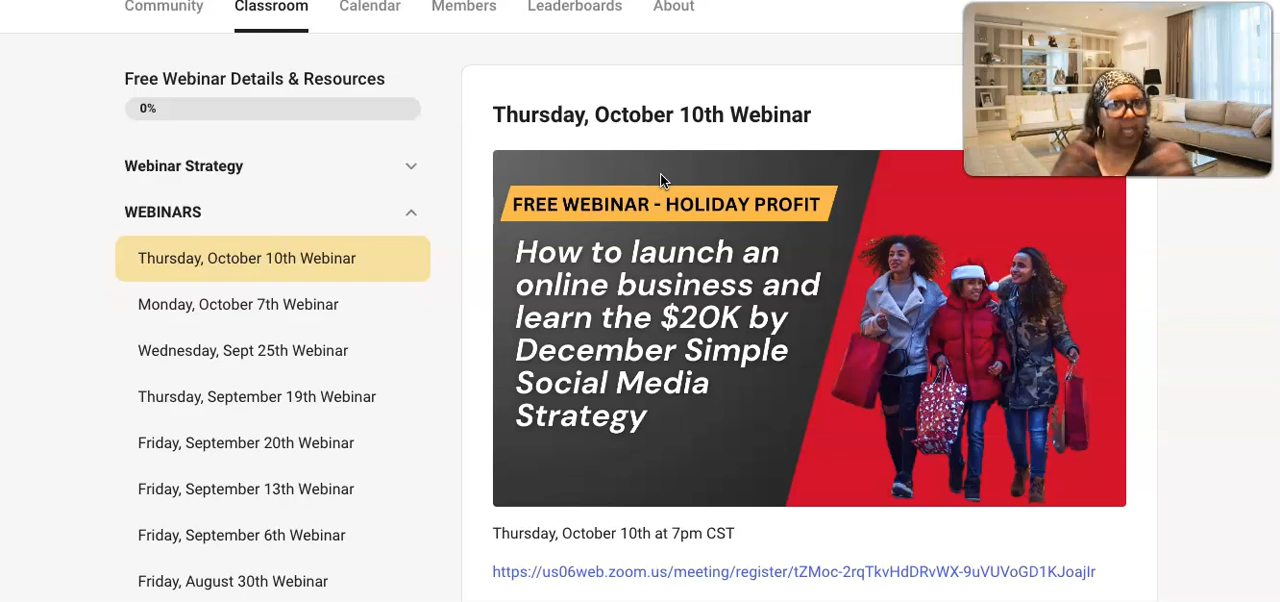 Community Classroom Calendar Members Leaderboards About
Free Webinar Details & Resources
0%
Webinar Strategy
WEBINARS
Thursday, October 10th Webinar
Monday, October 7th Webinar
Wednesday, Sept 25th Webinar
Thursday, September 19th Webinar
Friday, September 20th Webinar
Friday, September 13th Webinar
Friday, September 6th Webinar
Friday, August 30th Webinar
Thursday, October 10th Webinar
FREE WEBINAR - HOLIDAY PROFIT
How to launch an
online business and
learn the $20K by
December Simple
Social Media
Strategy
Thursday, October 10th at 7pm CST
https://us06web.zoom.us/meeting/register/tZMoc-2rqTkvHdDRvWX-9uVUVoGD1KJoajlr